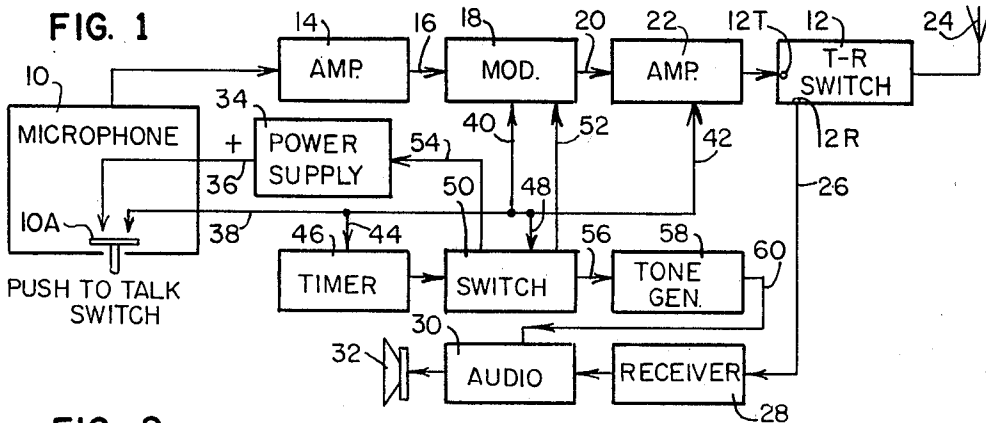 FIG. 1
14
16
18
20
22
12T
12
24
AMP.
MOD.
AMP.
T-R
SWITCH
10
MICROPHONE
34
POWER
SUPPLY
+
36
54
40
52
42
12R
26
10A
38
44
50
48
46
TIMER
SWITCH
56
58
TONE
GEN.
60
PUSH TO TALK
SWITCH
30
32
AUDIO
RECEIVER
28